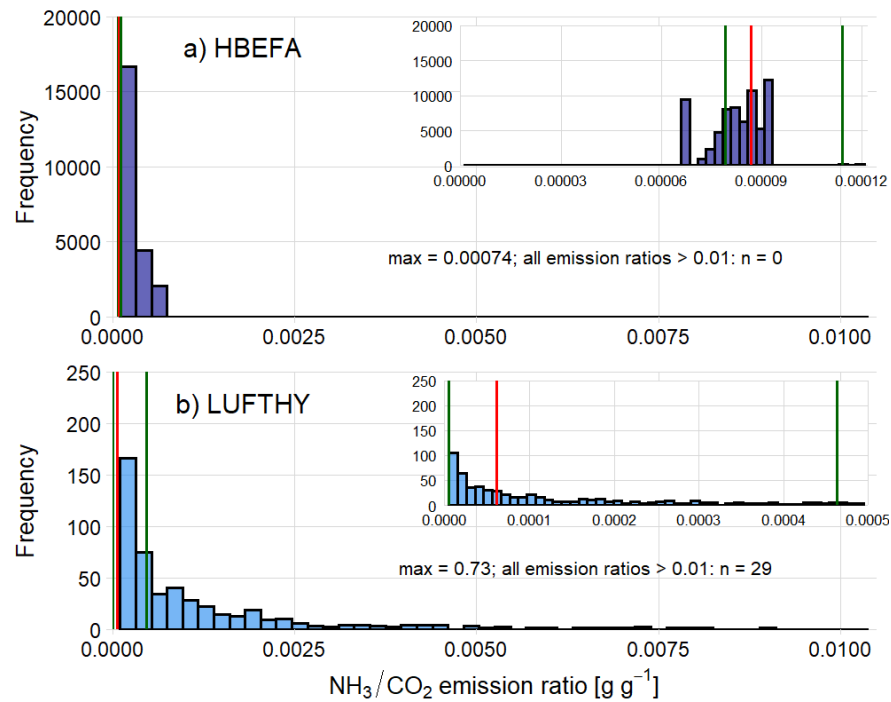 a) HBEFA
Frequency
20000
15000
10000
5000
0
0.0000 0.0025 0.0050 0.0075 0.0100
20000
15000
10000
5000
0
0.00000 0.00003 0.00006 0.00009 0.00012
max = 0.00074; all emission ratios > 0.01: n = 0
b) LUFTHY
Frequency
250
200
150
100
50
0
0.0000 0.0025 0.0050 0.0075 0.0100
250
200
150
100
50
0
0.0000 0.0001 0.0002 0.0003 0.0004 0.0005
max = 0.73; all emission ratios > 0.01: n = 29
NH₃/CO₂ emission ratio [g g⁻¹]